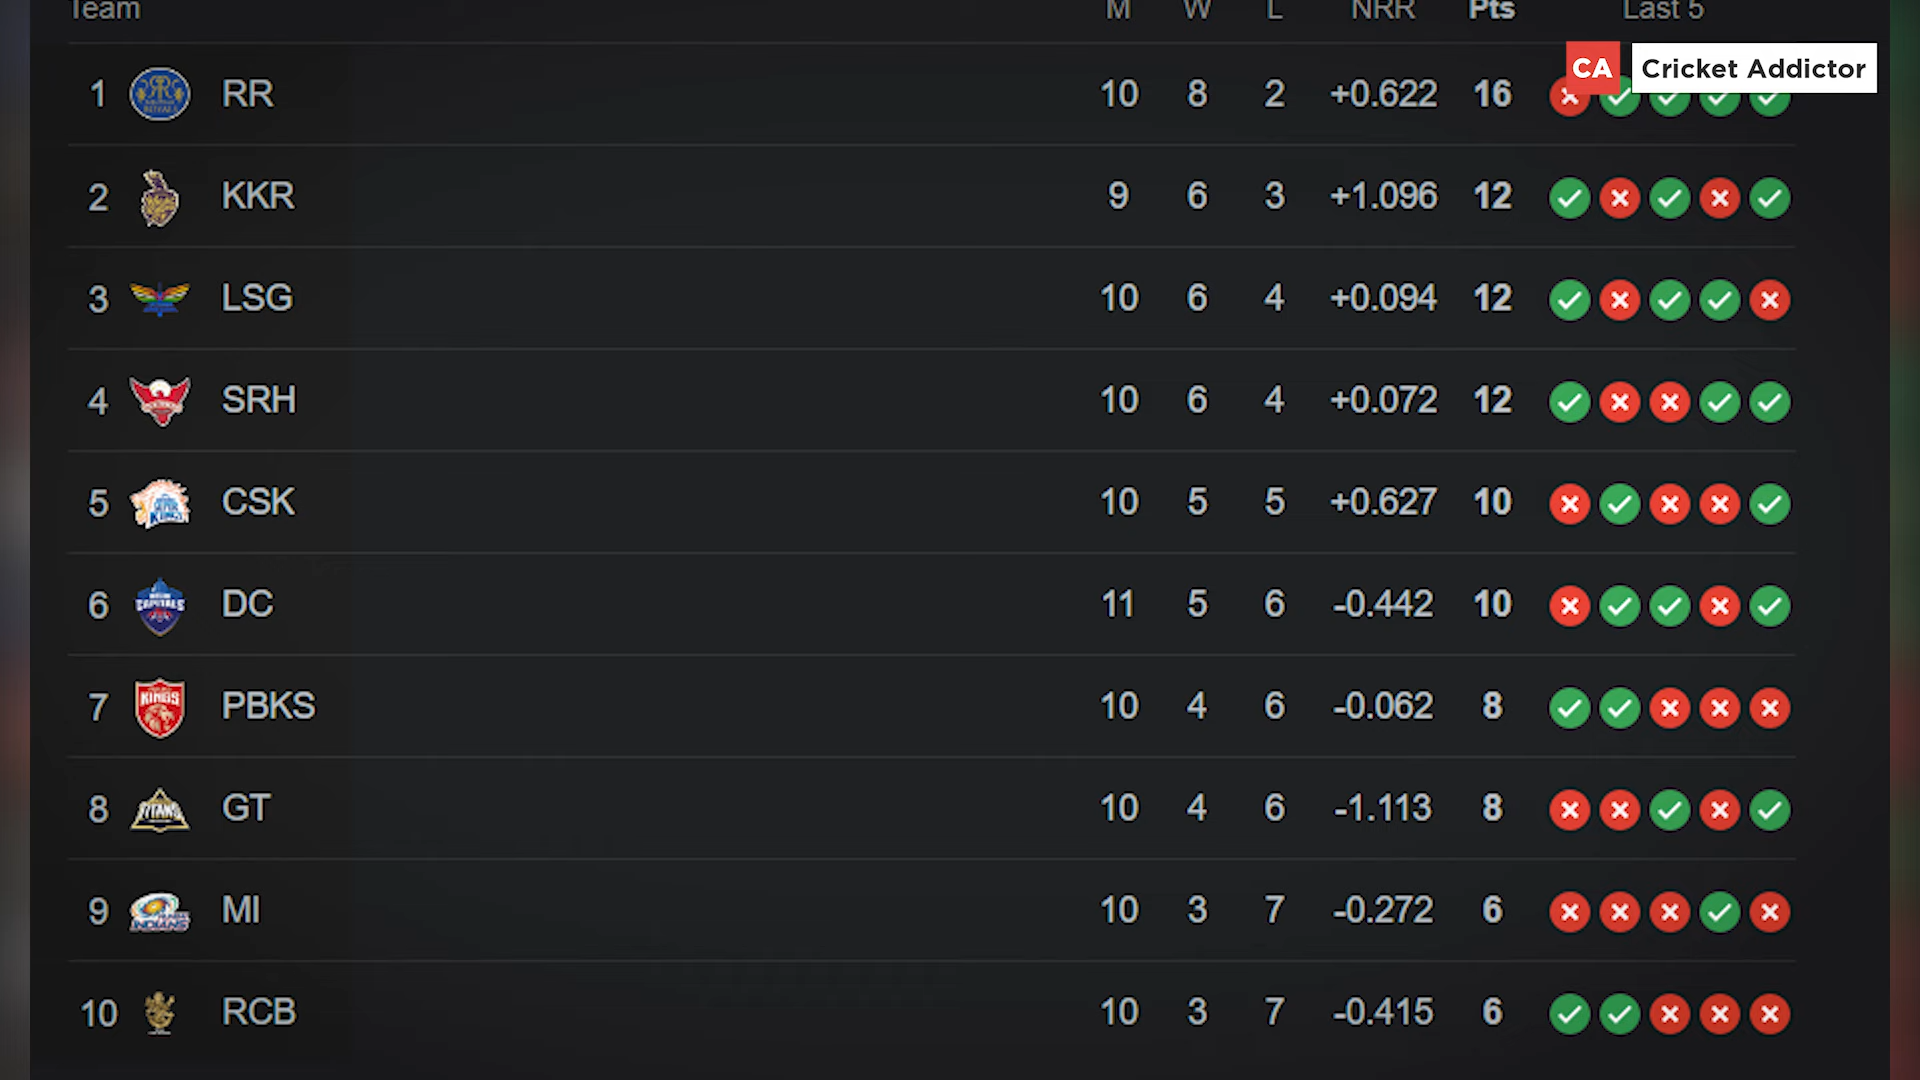 Team M W L NRR Pts Last 5
CA Cricket Addictor
1 RR 10 8 2 +0.622 16
2 KKR 9 6 3 +1.096 12
3 LSG 10 6 4 +0.094 12
4 SRH 10 6 4 +0.072 12
5 CSK 10 5 5 +0.627 10
6 DC 11 5 6 -0.442 10
7 KINGS PBKS 10 4 6 -0.062 8
8 TITANS GT 10 4 6 -1.113 8
9 INDIANS MI 10 3 7 -0.272 6
10 RCB 10 3 7 -0.415 6